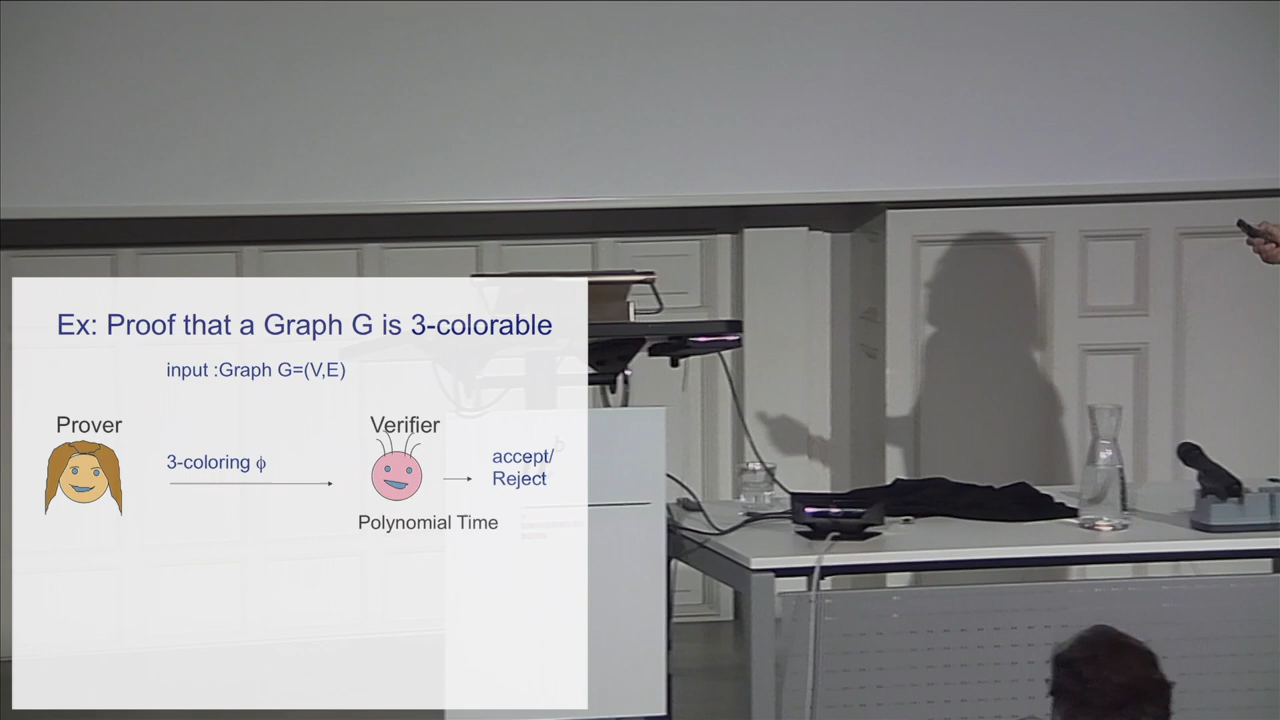 Ex: Proof that a Graph G is 3-colorable
input :Graph G=(V,E)
Prover
Verifier
3-coloring ϕ
accept/
Reject
Polynomial Time